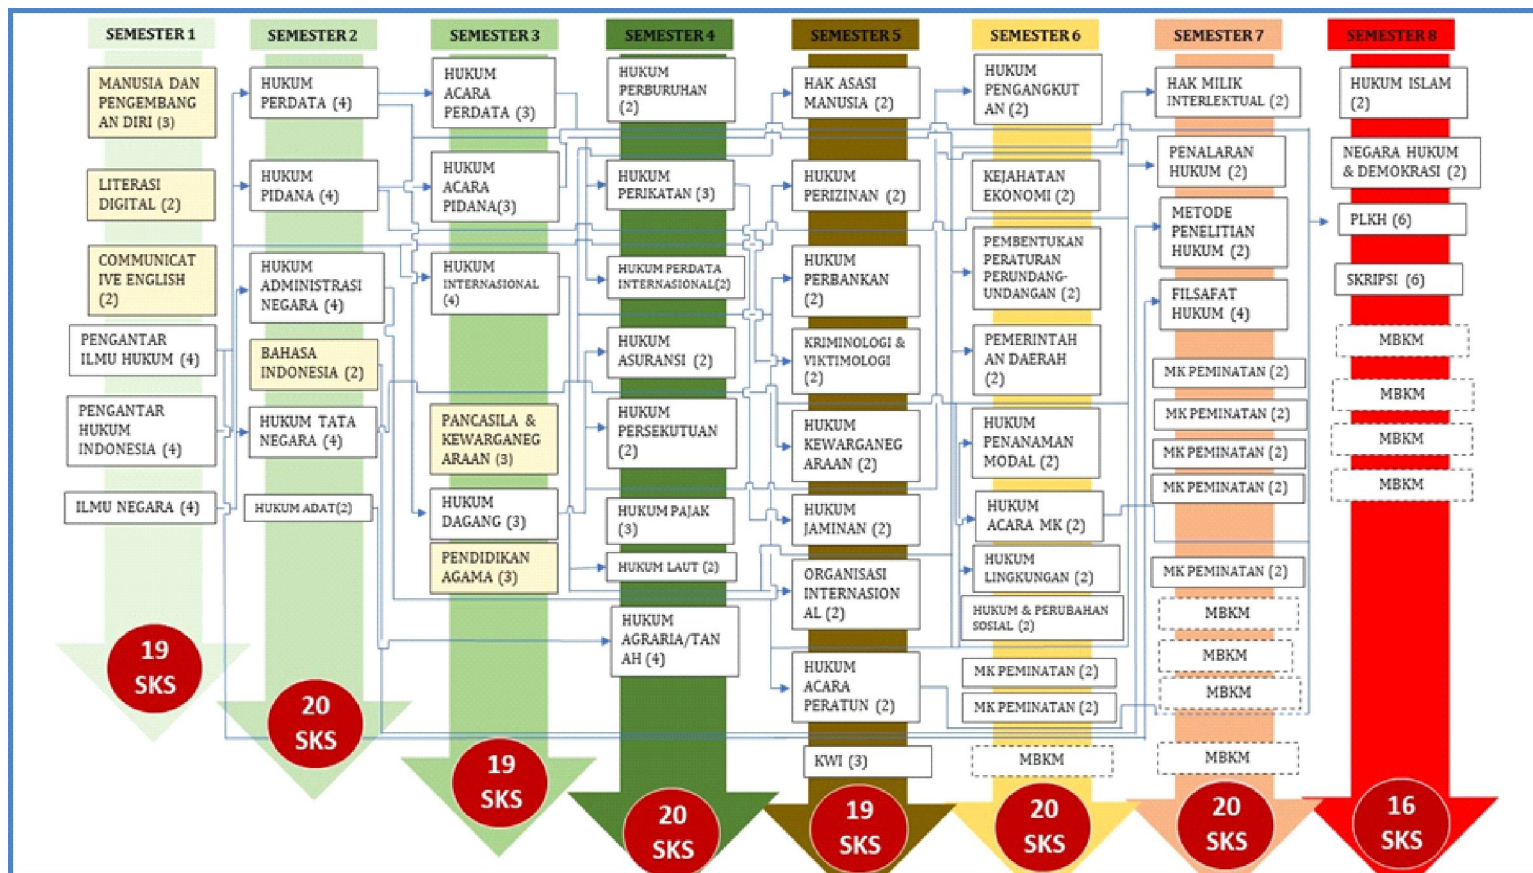 SEMESTER 1
MANUSIA DAN
PENGEMBANG
AN DIRI (3)
LITERASI
DIGITAL (2)
COMMUNICAT
IVE ENGLISH
(2)
PENGANTAR
ILMU HUKUM (4)
PENGANTAR
HUKUM
INDONESIA (4)
ILMU NEGARA (4)
19
SKS
SEMESTER 2
HUKUM
PERDATA (4)
HUKUM
PIDANA (4)
HUKUM
ADMINISTRASI
NEGARA (4)
BAHASA
INDONESIA (2)
HUKUM TATA
NEGARA (4)
HUKUM ADAT(2)
20
SKS
SEMESTER 3
HUKUM
ACARA
PERDATA (3)
HUKUM
ACARA
PIDANA(3)
HUKUM
INTERNASIONAL
(4)
PANCASILA &
KEWARGANEG
ARAAN (3)
HUKUM
DAGANG (3)
PENDIDIKAN
AGAMA (3)
19
SKS
SEMESTER 4
HUKUM
PERBURUHAN
(2)
HUKUM
PERIKATAN (3)
HUKUM PERDATA
INTERNASIONAL(2)
HUKUM
ASURANSI (2)
HUKUM
PERSEKUTUAN
(2)
HUKUM PAJAK
(3)
HUKUM LAUT (2)
HUKUM
AGRARIA/TAN
AH (4)
20
SKS
SEMESTER 5
HAK ASASI
MANUSIA (2)
HUKUM
PERIZINAN (2)
HUKUM
PERBANKAN
(2)
KRIMINOLOGI &
VIKTIMOLOGI
(2)
HUKUM
KEWARGANEG
ARAAN (2)
HUKUM
JAMINAN (2)
ORGANISASI
INTERNASION
AL (2)
HUKUM
ACARA
PERATUN (2)
KWI (3)
19
SKS
SEMESTER 6
HUKUM
PENGANGKUT
AN (2)
KEJAHATAN
EKONOMI (2)
PEMBENTUKAN
PERATURAN
PERUNDANG-
UNDANGAN (2)
PEMERINTAH
AN DAERAH
(2)
HUKUM
PENANAMAN
MODAL (2)
HUKUM
ACARA MK (2)
HUKUM
LINGKUNGAN (2)
HUKUM & PERUBAHAN
SOSIAL (2)
MK PEMINATAN (2)
MK PEMINATAN (2)
MBKM
20
SKS
SEMESTER 7
HAK MILIK
INTERLEKTUAL (2)
PENALARAN
HUKUM (2)
METODE
PENELITIAN
HUKUM (2)
FILSAFAT
HUKUM (4)
MK PEMINATAN (2)
MK PEMINATAN (2)
MK PEMINATAN (2)
MK PEMINATAN (2)
MK PEMINATAN (2)
MBKM
MBKM
MBKM
MBKM
20
SKS
SEMESTER 8
HUKUM ISLAM
(2)
NEGARA HUKUM
& DEMOKRASI (2)
PLKH (6)
SKRIPSI (6)
MBKM
MBKM
MBKM
MBKM
16
SKS